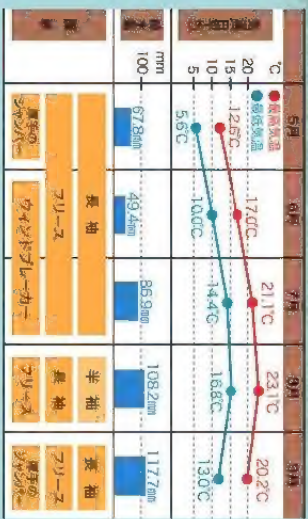 5月 6月 7月 8月 9月
℃
最高気温
最低気温
20
15
10
5
12.6℃ 17.0℃ 21.1℃ 23.1℃ 20.2℃
5.6℃ 10.0℃ 14.4℃ 16.8℃ 13.0℃
mm
100
67.8mm 49.4mm 86.9mm 108.2mm 117.7mm
服装
長袖 半袖 長袖
フリース 長袖 フリース
厚手の
ジャンパー
ウィンドブレーカー
フリース
厚手の
ジャンパー